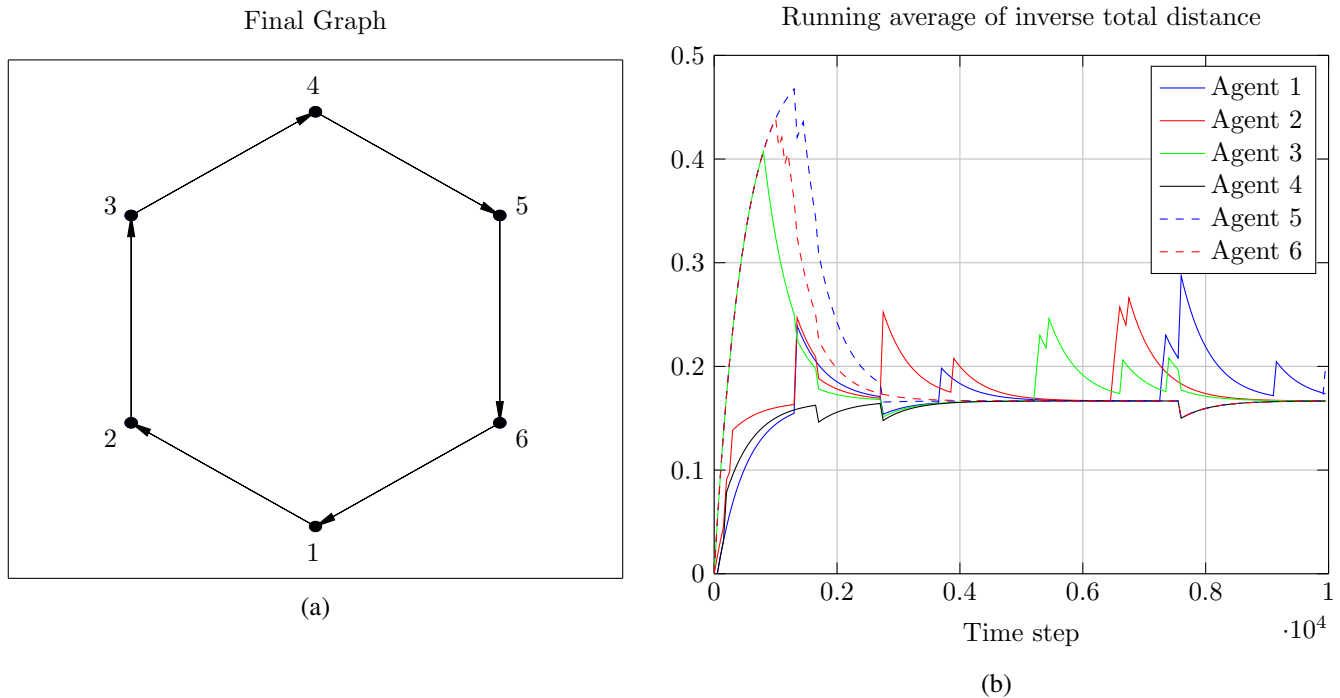 Final Graph
4
3
5
2
6
1
(a)
Running average of inverse total distance
0.5
0.4
0.3
0.2
0.1
0
Agent 1
Agent 2
Agent 3
Agent 4
Agent 5
Agent 6
0 0.2 0.4 0.6 0.8 1
Time step
·10⁴
(b)